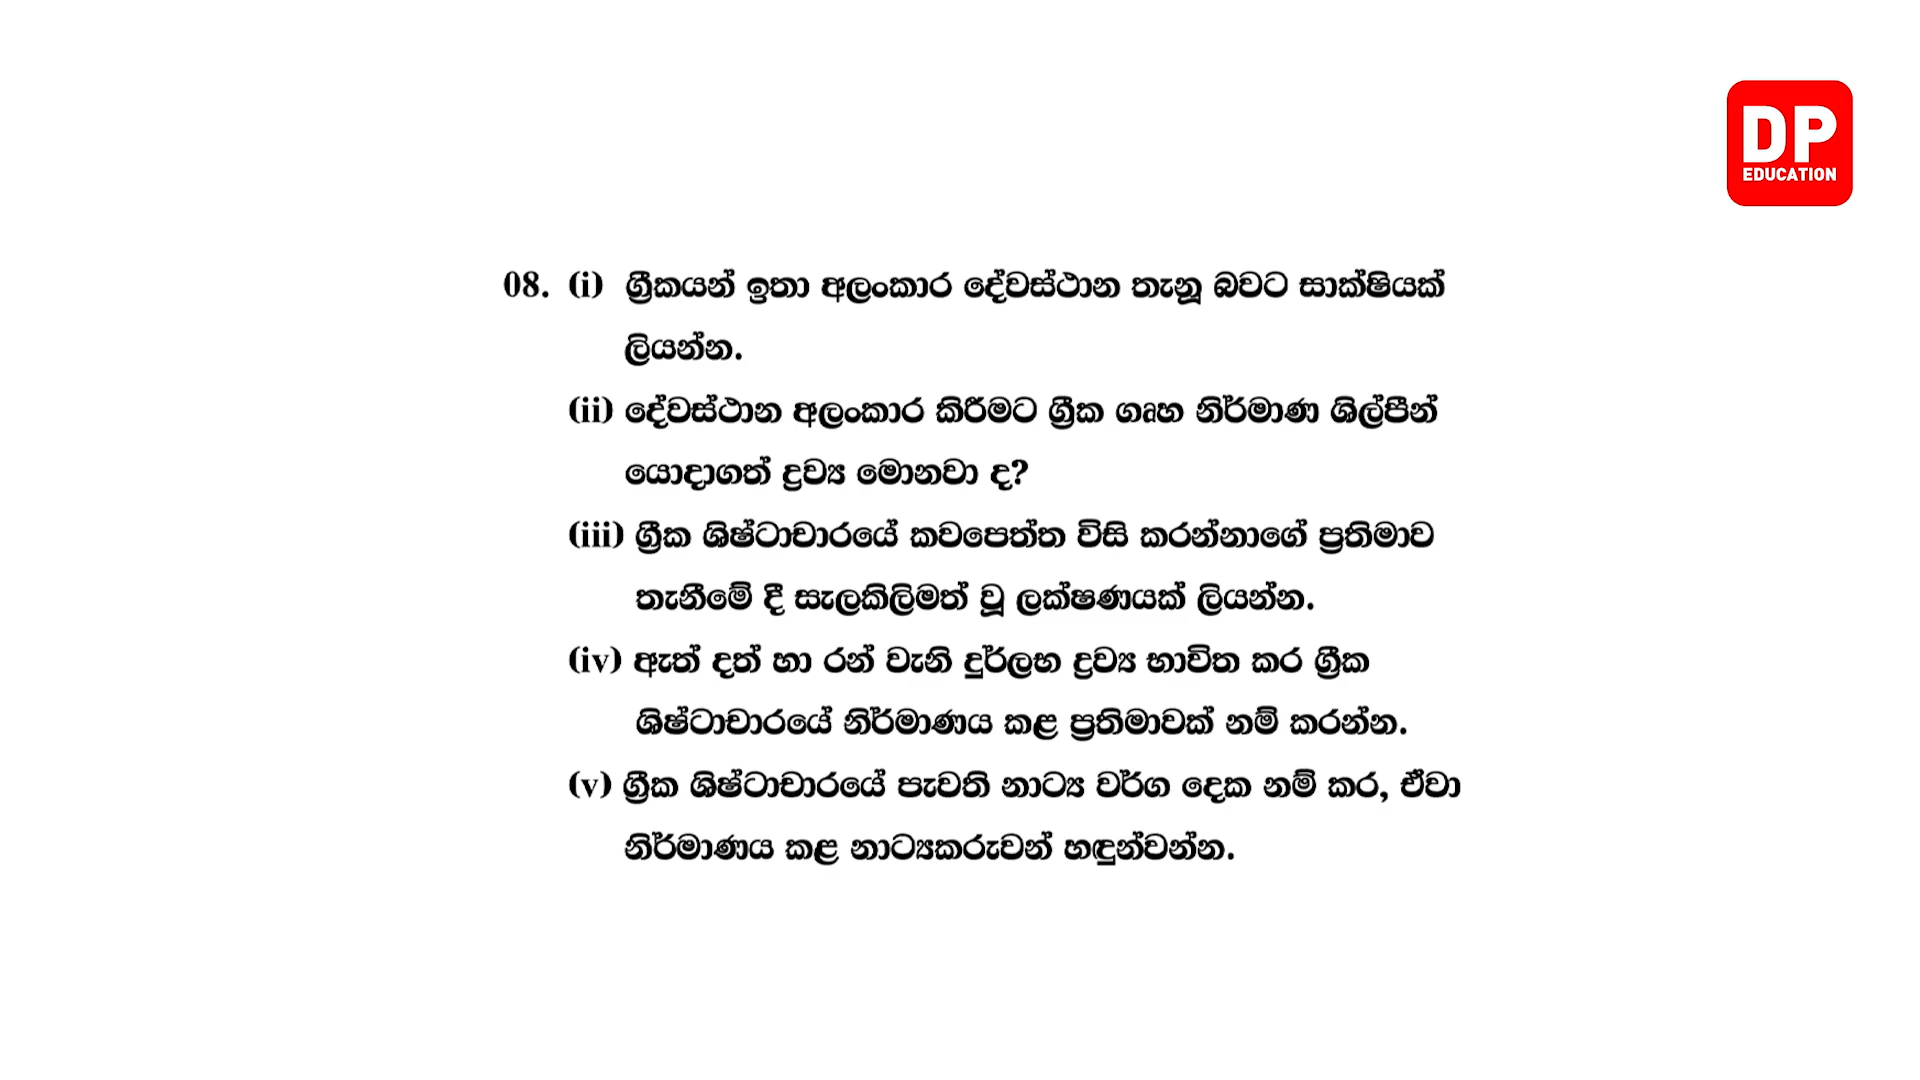 DP
EDUCATION
08. (i) ග්‍රීකයන් ඉතා අලංකාර දේවස්ථාන තැනූ බවට සාක්ෂියක්
ලියන්න.
(ii) දේවස්ථාන අලංකාර කිරීමට ග්‍රීක ගෘහ නිර්මාණ ශිල්පීන්
යොදාගත් ද්‍රව්‍ය මොනවා ද?
(iii) ග්‍රීක ශිෂ්ටාචාරයේ කවපෙත්ත විසි කරන්නාගේ ප්‍රතිමාව
තැනීමේ දී සැලකිලිමත් වූ ලක්ෂණයක් ලියන්න.
(iv) ඇත් දත් හා රන් වැනි දුර්ලභ ද්‍රව්‍ය භාවිත කර ග්‍රීක
ශිෂ්ටාචාරයේ නිර්මාණය කළ ප්‍රතිමාවක් නම් කරන්න.
(v) ග්‍රීක ශිෂ්ටාචාරයේ පැවති නාට්‍ය වර්ග දෙක නම් කර, ඒවා
නිර්මාණය කළ නාට්‍යකරුවන් හඳුන්වන්න.